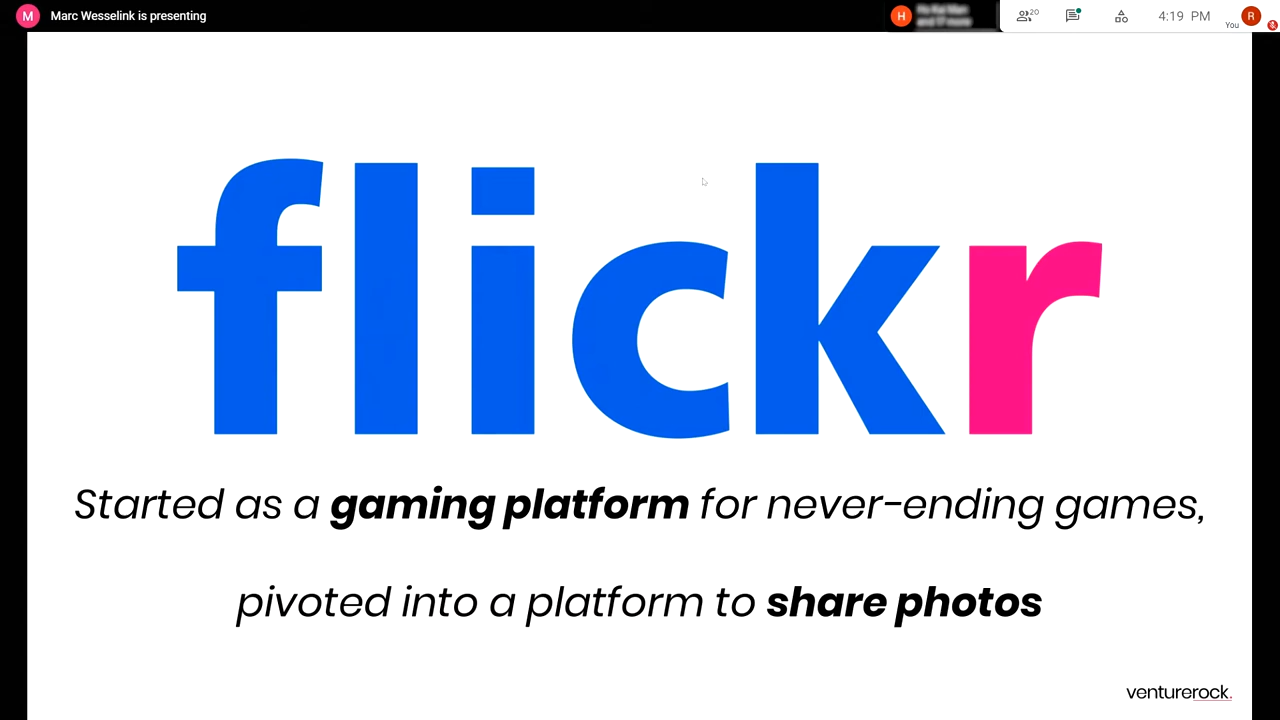 M Marc Wesselink is presenting
H
20
4:19 PM
You
R
flickr
Started as a gaming platform for never-ending games,
pivoted into a platform to share photos
venturerock.